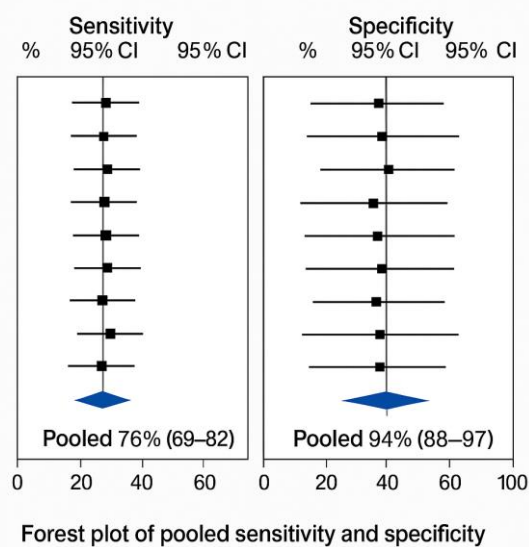 Sensitivity Specificity
% 95% CI 95% CI % 95% CI 95% CI
Pooled 76% (69–82) Pooled 94% (88–97)
0 20 40 60 0 20 40 60 100
Forest plot of pooled sensitivity and specificity